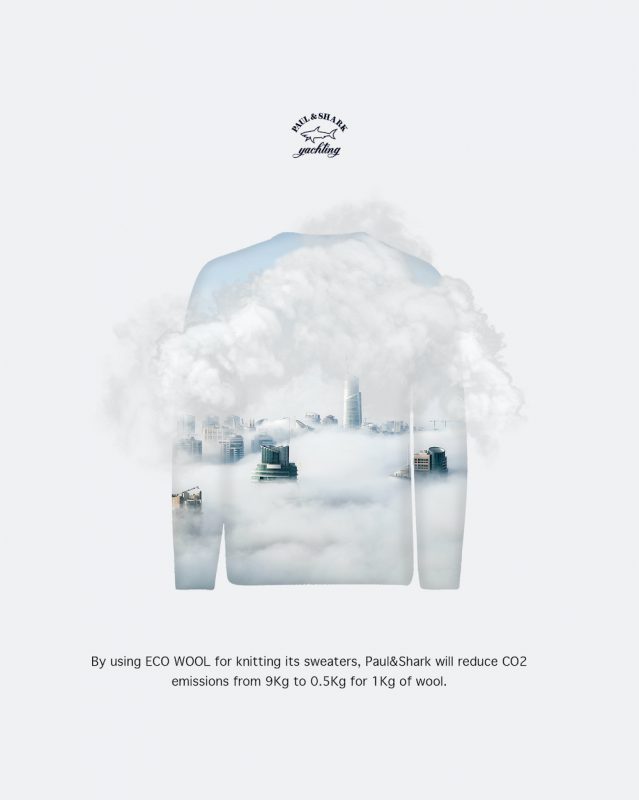 PAUL & SHARK
yachting
By using ECO WOOL for knitting its sweaters, Paul&Shark will reduce CO2
emissions from 9Kg to 0.5Kg for 1Kg of wool.